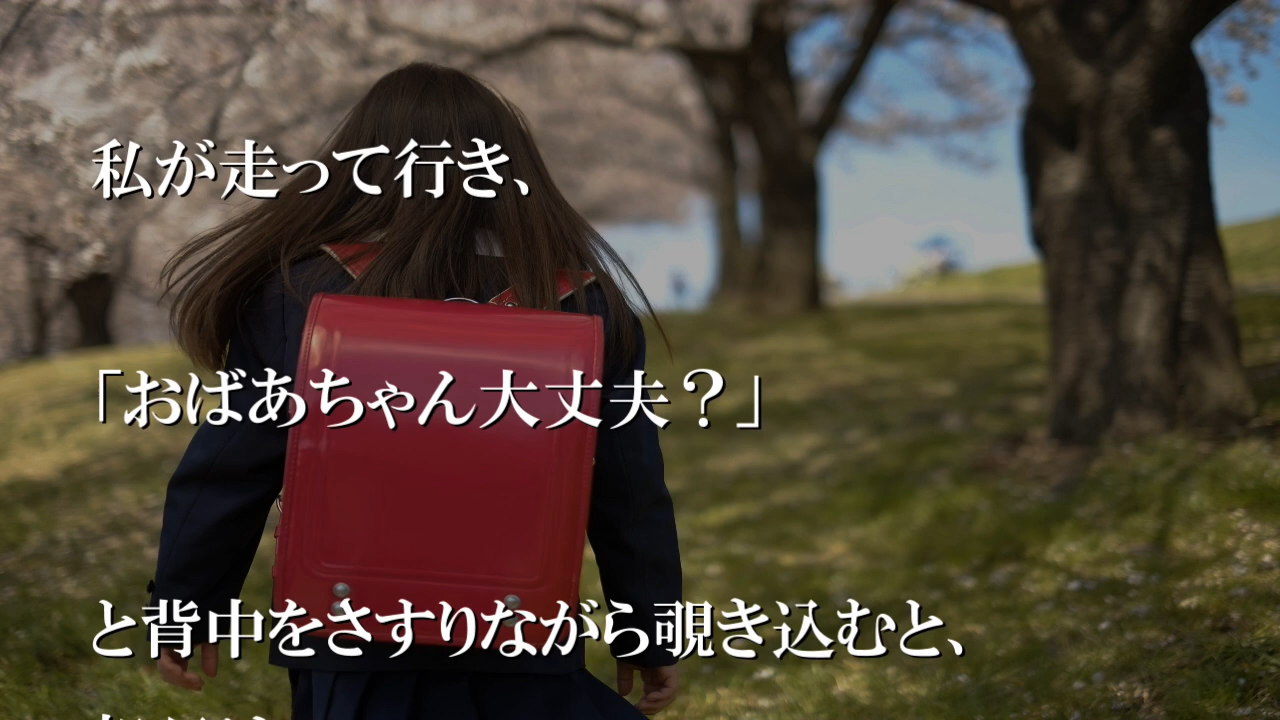 私が走って行き、
「おばあちゃん大丈夫？」
と背中をさすりながら覗き込むと、